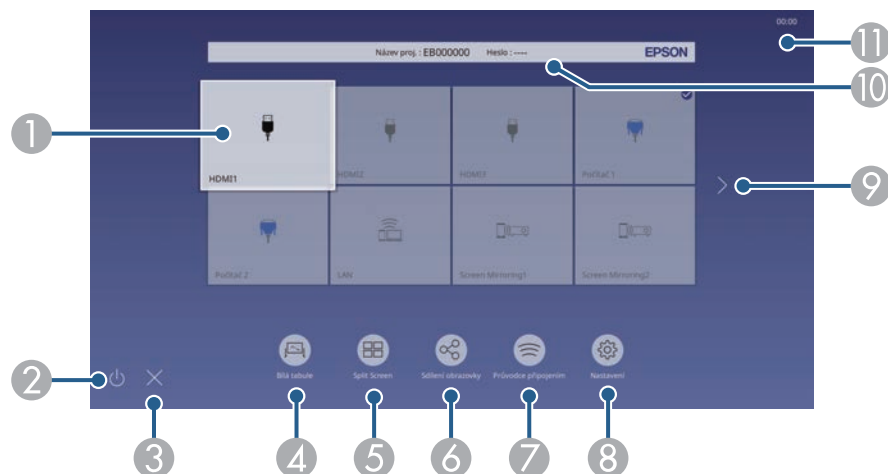 00:00
Název proj. : EB000000 Heslo : ---- EPSON
11
10
1
HDMI1 HDMI2 HDMI3 Počítač 1
9
Počítač 2 LAN Screen Mirroring1 Screen Mirroring2
Bílá tabule Split Screen Sdílení obrazovky Průvodce připojením Nastavení
2
3 4 5 6 7 8